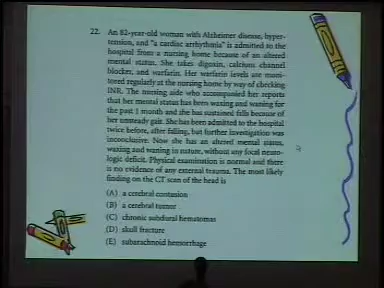 22. An 82-year-old woman with Alzheimer disease, hyper-
tension, and "a cardiac arrhythmia" is admitted to the
hospital from a nursing home because of an altered
mental status. She takes digoxin, calcium channel
blocker, and warfarin. Her warfarin levels are moni-
tored regularly at the nursing home by way of checking
INR. The nursing aide who accompanied her reports
that her mental status has been waxing and waning for
the past 1 month and she has sustained falls because of
her unsteady gait. She has been admitted to the hospital
twice before, after falling, but further investigation was
inconclusive. Now she has an altered mental status,
waxing and waning in nature, without any focal neuro-
logic deficit. Physical examination is normal and there
is no evidence of any external trauma. The most likely
finding on the CT scan of the head is
(A) a cerebral contusion
(B) a cerebral tumor
(C) chronic subdural hematomas
(D) skull fracture
(E) subarachnoid hemorrhage